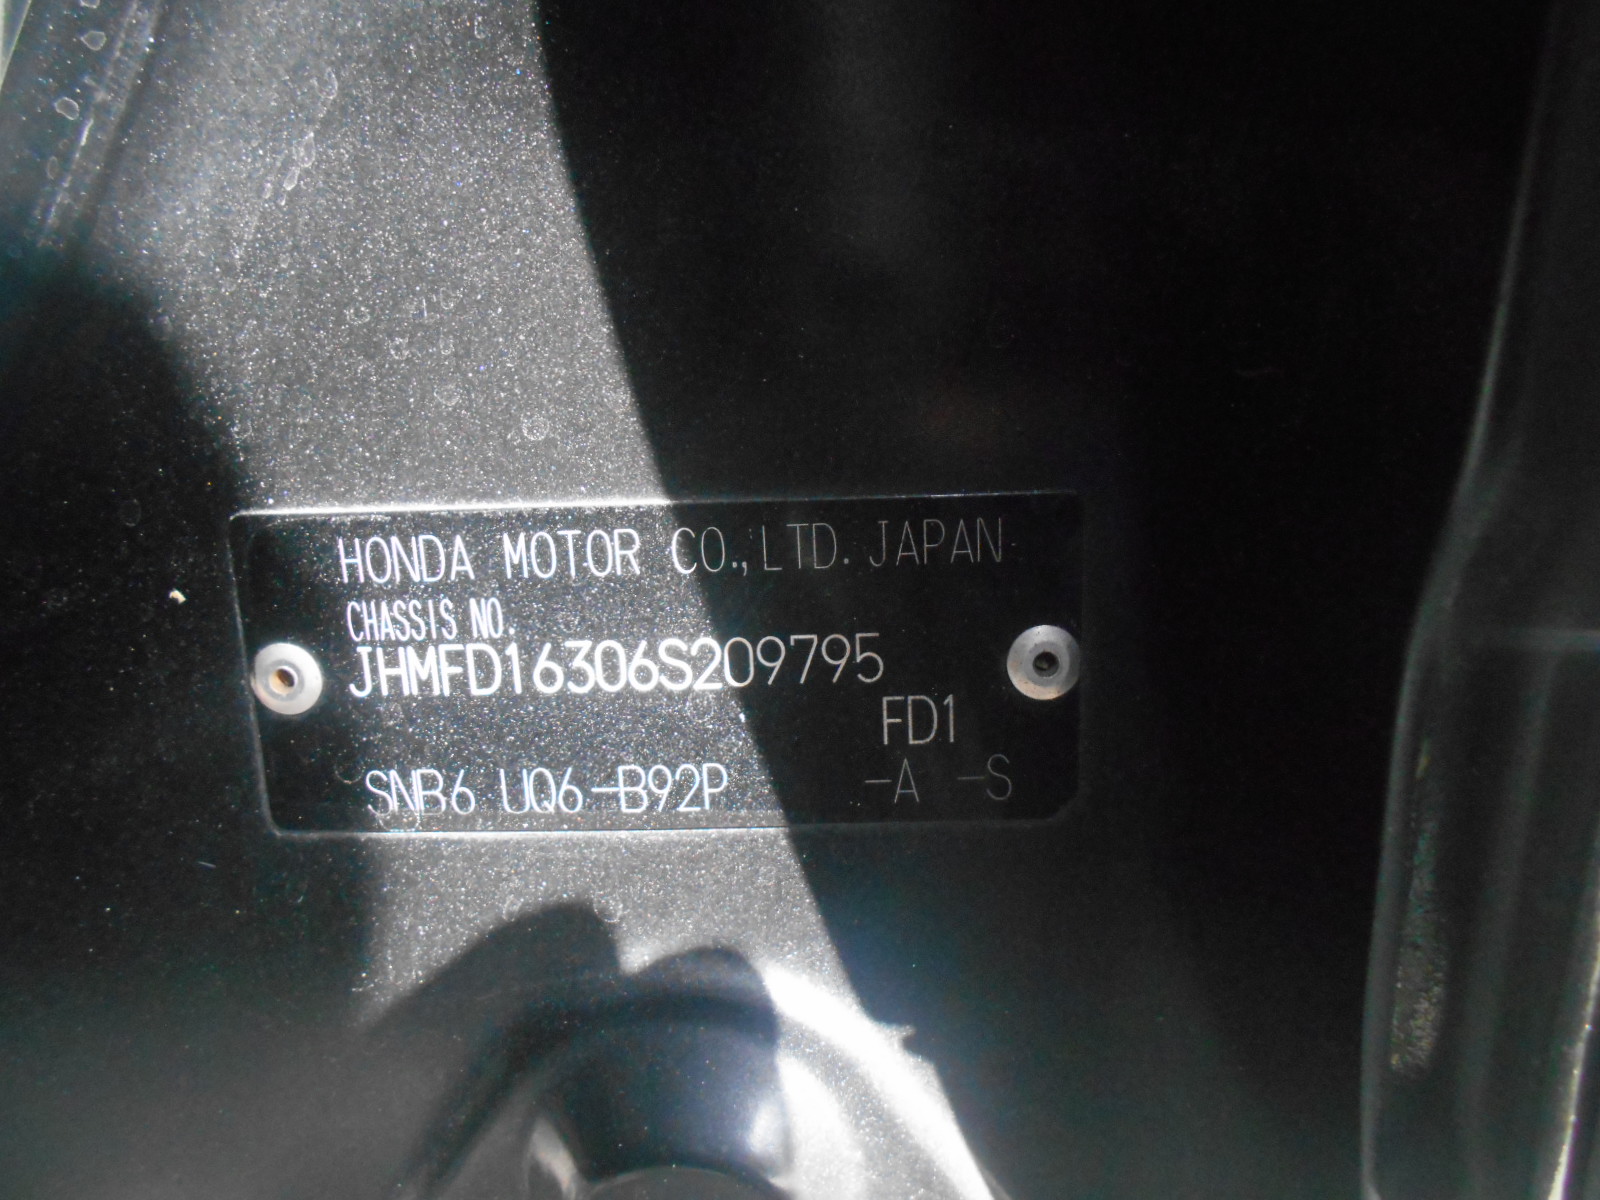 HONDA MOTOR CO.,LTD. JAPAN
CHASSIS NO.
JHMFD16306S209795
FD1
SNB6 UQ6-B92P -A -S